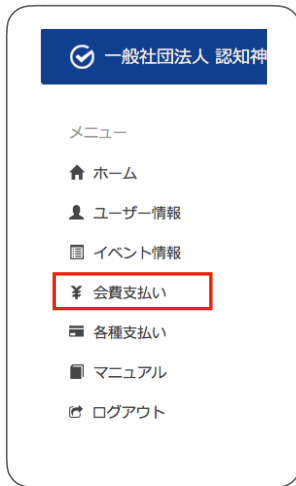 一般社団法人 認知神
メニュー
ホーム
ユーザー情報
イベント情報
会費支払い
各種支払い
マニュアル
ログアウト